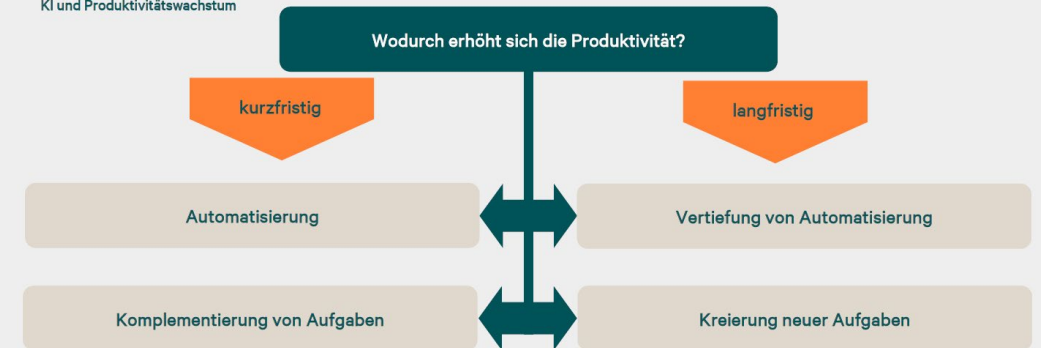 KI und Produktivitätswachstum
Wodurch erhöht sich die Produktivität?
kurzfristig
langfristig
Automatisierung
Vertiefung von Automatisierung
Komplementierung von Aufgaben
Kreierung neuer Aufgaben